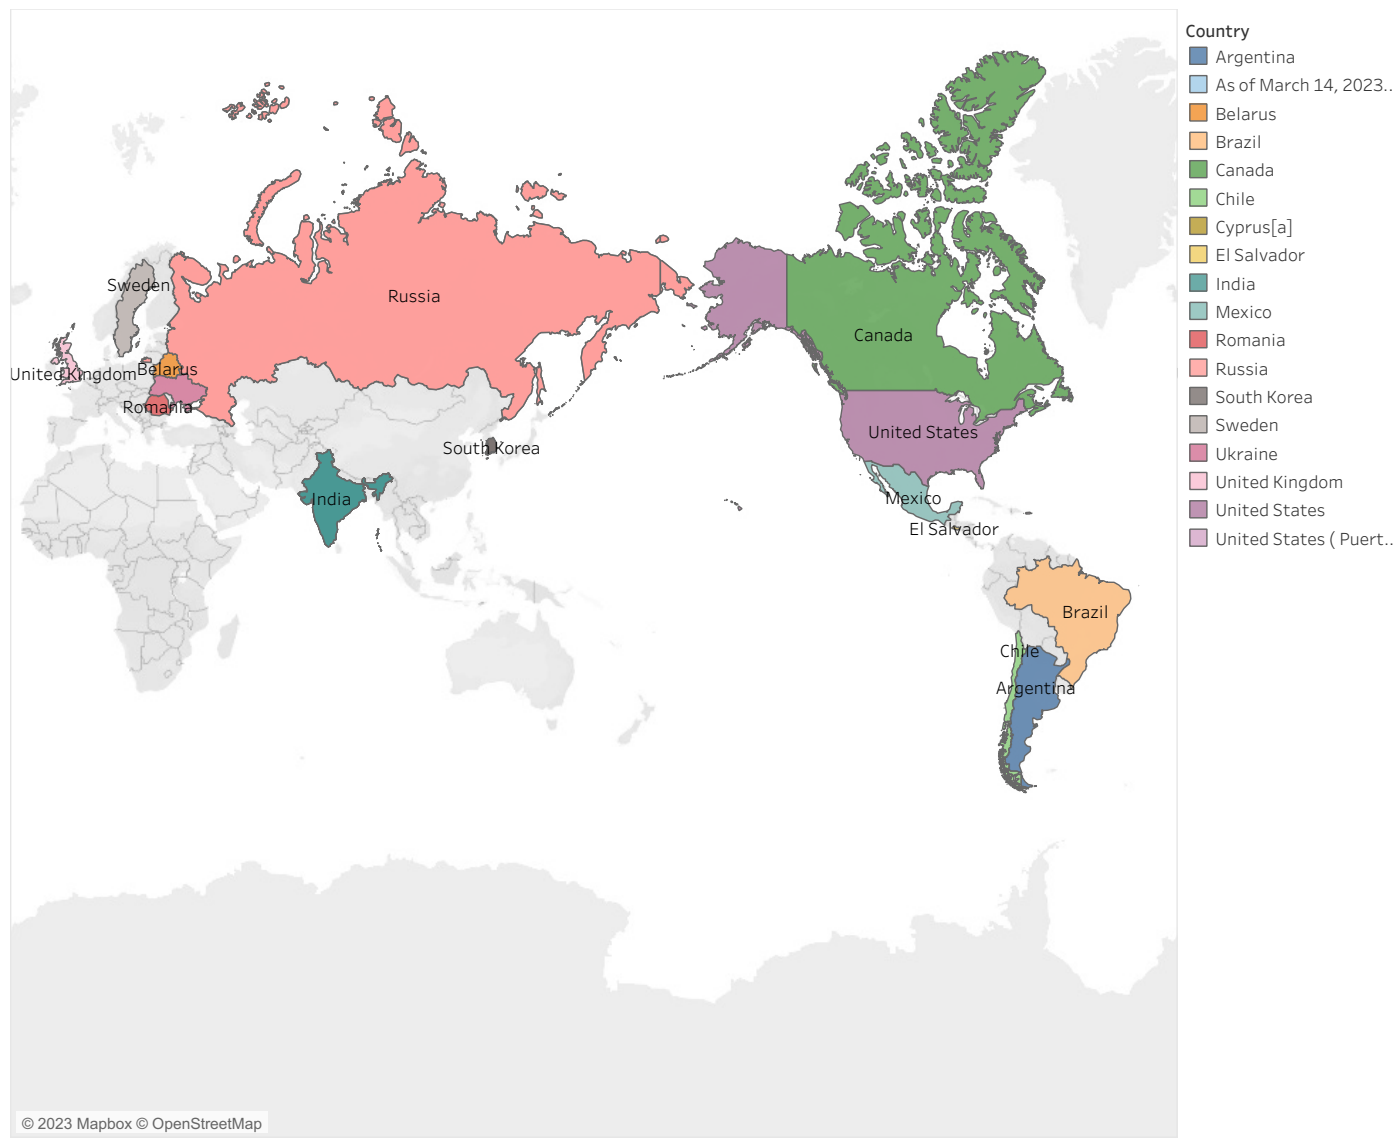 Country
Argentina
As of March 14, 2023..
Belarus
Brazil
Canada
Chile
Cyprus[a]
El Salvador
India
Mexico
Romania
Russia
South Korea
Sweden
Ukraine
United Kingdom
United States
United States ( Puert..
Sweden
Russia
Canada
United Kingdom
Belarus
Romania
United States
South Korea
India
Mexico
El Salvador
Brazil
Chile
Argentina
© 2023 Mapbox © OpenStreetMap